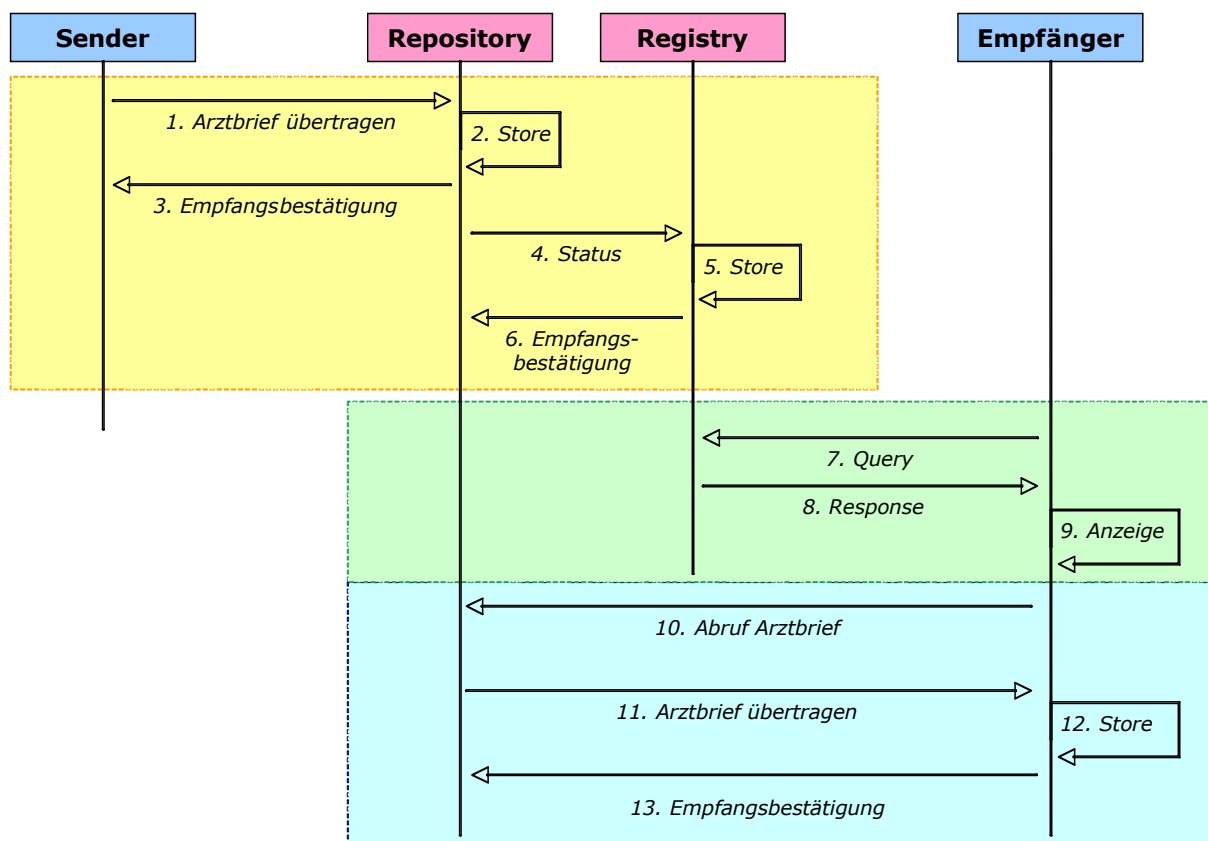 Sender
Repository
Registry
Empfänger
1. Arztbrief übertragen
2. Store
3. Empfangsbestätigung
4. Status
5. Store
6. Empfangs-
bestätigung
7. Query
8. Response
9. Anzeige
10. Abruf Arztbrief
11. Arztbrief übertragen
12. Store
13. Empfangsbestätigung